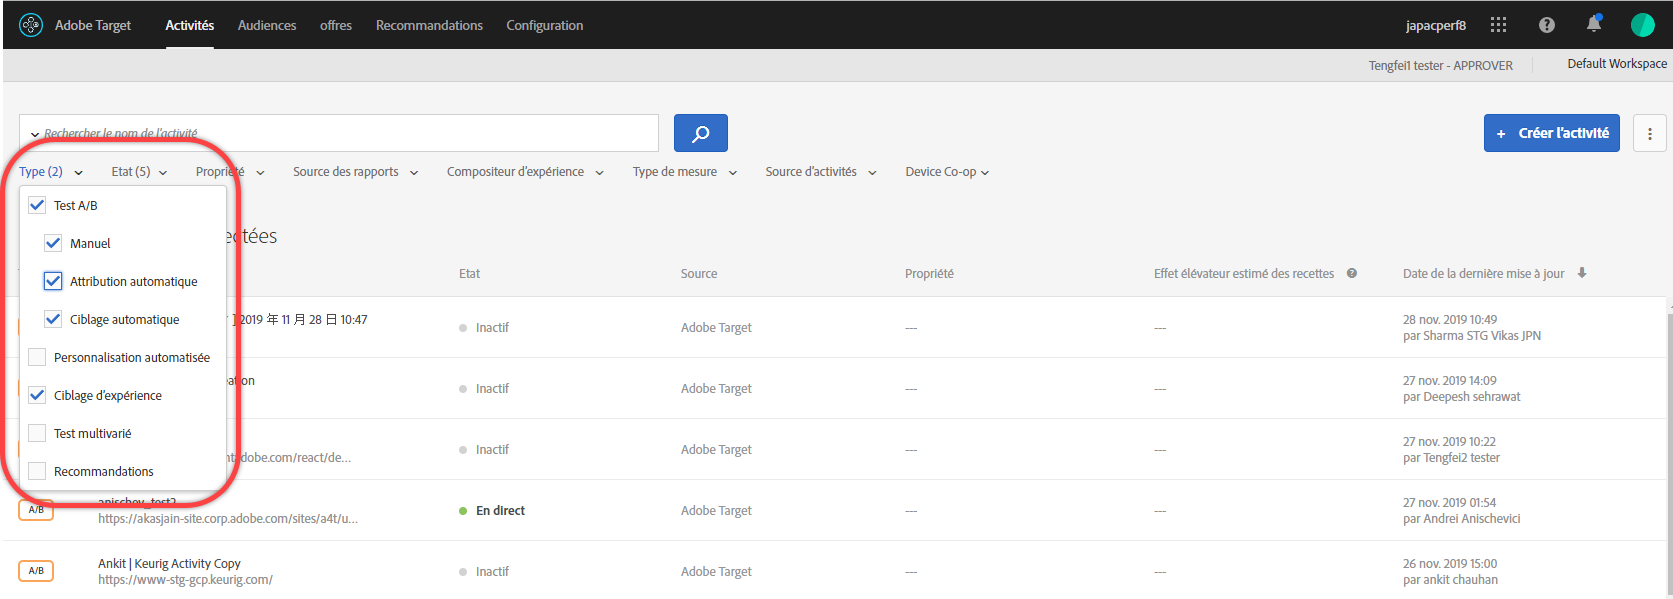 Adobe Target Activités Audiences offres Recommandations Configuration japacperf8
Tengfei1 tester - APPROVER Default Workspace
Rechercher le nom de l'activité
+ Créer l'activité
Type (2) Etat (5) Propriété Source des rapports Compositeur d'expérience Type de mesure Source d'activités Device Co-op
Test A/B
Manuel
ectées
Attribution automatique
Etat Source Propriété Effet élévateur estimé des recettes Date de la dernière mise à jour
Ciblage automatique
] 2019 年 11 月 28 日 10:47
Inactif Adobe Target --- ---
28 nov. 2019 10:49
par Sharma STG Vikas JPN
Personnalisation automatisée
ation
Inactif Adobe Target --- ---
27 nov. 2019 14:09
par Deepesh sehrawat
Ciblage d'expérience
Test multivarié
Inactif Adobe Target --- ---
27 nov. 2019 10:22
par Tengfei2 tester
ntadobe.com/react/de...
Recommandations
A/B
anischev_test2
https://akasjain-site.corp.adobe.com/sites/a4t/u...
En direct Adobe Target --- ---
27 nov. 2019 01:54
par Andrei Anischevici
A/B
Ankit | Keurig Activity Copy
https://www-stg-gcp.keurig.com/
Inactif Adobe Target --- ---
26 nov. 2019 15:00
par ankit chauhan